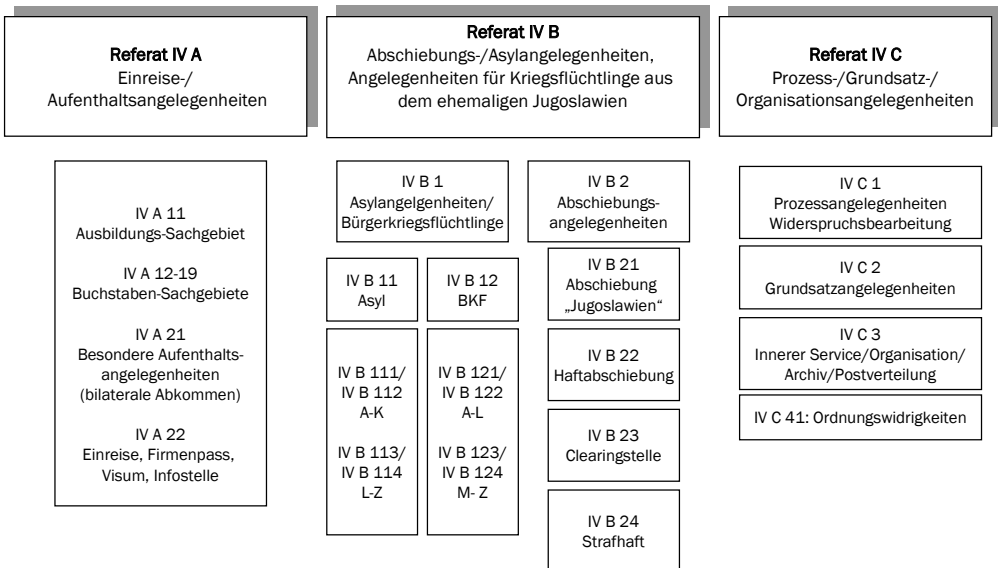 Referat IV A
Einreise-/
Aufenthaltsangelegenheiten
Referat IV B
Abschiebungs-/Asylangelegenheiten,
Angelegenheiten für Kriegsflüchtlinge aus
dem ehemaligen Jugoslawien
Referat IV C
Prozess-/Grundsatz-/
Organisationsangelegenheiten
IV A 11
Ausbildungs-Sachgebiet
IV A 12-19
Buchstaben-Sachgebiete
IV A 21
Besondere Aufenthalts-
angelegenheiten
(bilaterale Abkommen)
IV A 22
Einreise, Firmenpass,
Visum, Infostelle
IV B 1
Asylangelgenheiten/
Bürgerkriegsflüchtlinge
IV B 11
Asyl
IV B 12
BKF
IV B 111/
IV B 112
A-K
IV B 113/
IV B 114
L-Z
IV B 121/
IV B 122
A-L
IV B 123/
IV B 124
M- Z
IV B 2
Abschiebungs-
angelegenheiten
IV B 21
Abschiebung
„Jugoslawien“
IV B 22
Haftabschiebung
IV B 23
Clearingstelle
IV B 24
Strafhaft
IV C 1
Prozessangelegenheiten
Widerspruchsbearbeitung
IV C 2
Grundsatzangelegenheiten
IV C 3
Innerer Service/Organisation/
Archiv/Postverteilung
IV C 41: Ordnungswidrigkeiten